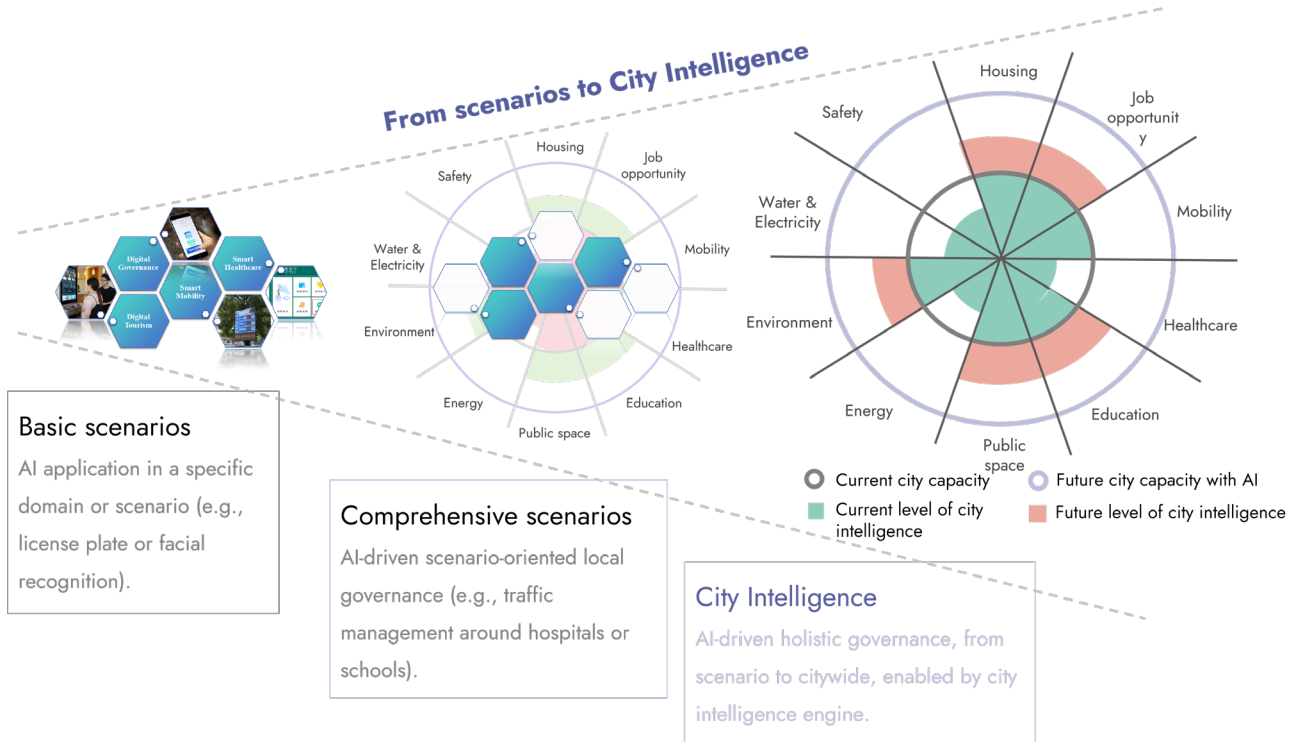 From scenarios to City Intelligence
Digital
Governance
Smart
Healthcare
Smart
Mobility
Digital
Tourism
Housing
Job
opportunity
Safety
Water &
Electricity
Mobility
Environment
Healthcare
Energy
Education
Public space
Housing
Job
opportunit
y
Safety
Water &
Electricity
Mobility
Environment
Healthcare
Energy
Education
Public
space
Current city capacity
Future city capacity with AI
Current level of city
intelligence
Future level of city intelligence
Basic scenarios
AI application in a specific
domain or scenario (e.g.,
license plate or facial
recognition).
Comprehensive scenarios
AI-driven scenario-oriented local
governance (e.g., traffic
management around hospitals or
schools).
City Intelligence
AI-driven holistic governance, from
scenario to citywide, enabled by city
intelligence engine.